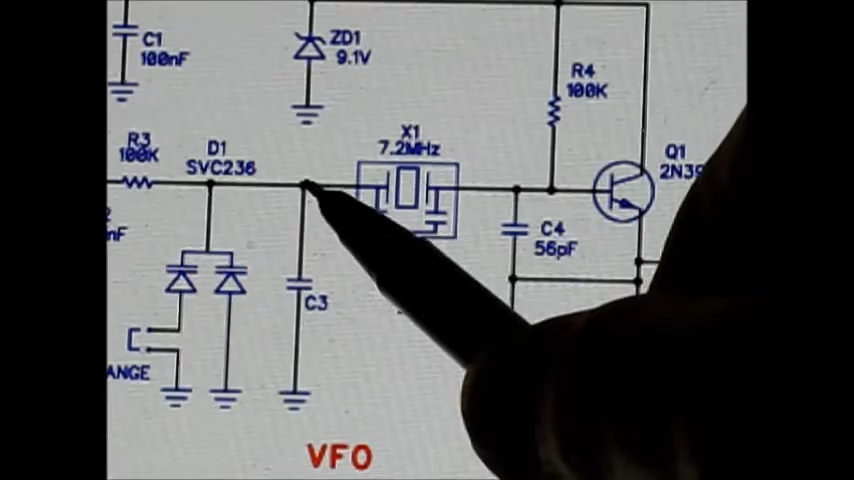 C1
100nF
ZD1
9.1V
R4
100K
R3
100K
D1
SVC236
X1
7.2MHz
Q1
2N39
nF
C4
56pF
C3
ANGE
VFO